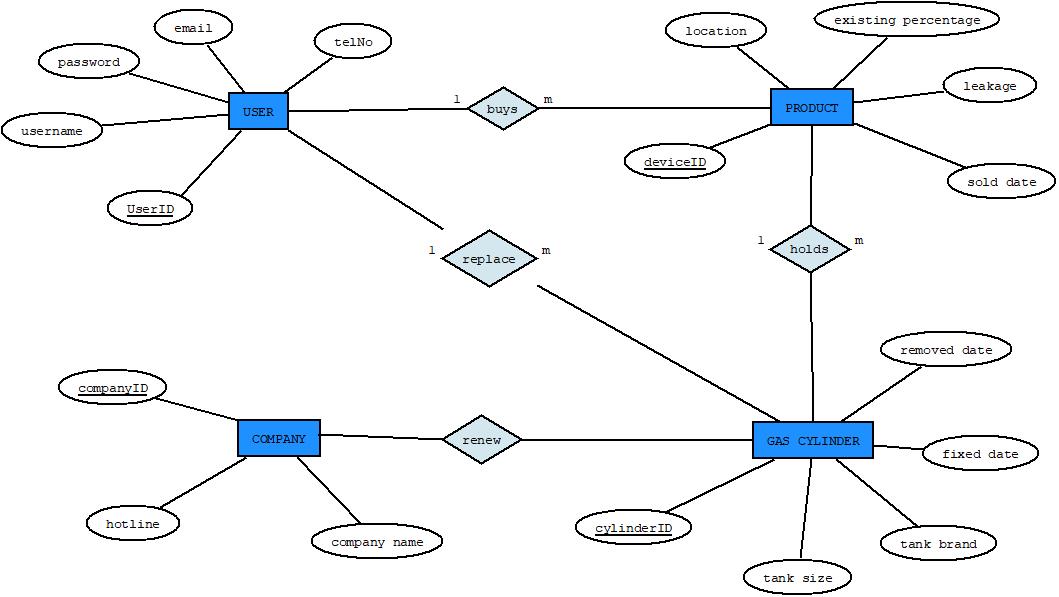 existing percentage
email
location
telNo
password
leakage
1
m
USER
buys
PRODUCT
username
deviceID
sold date
UserID
1
m
1
m
replace
holds
removed date
companyID
COMPANY
renew
GAS CYLINDER
fixed date
hotline
cylinderID
company name
tank brand
tank size